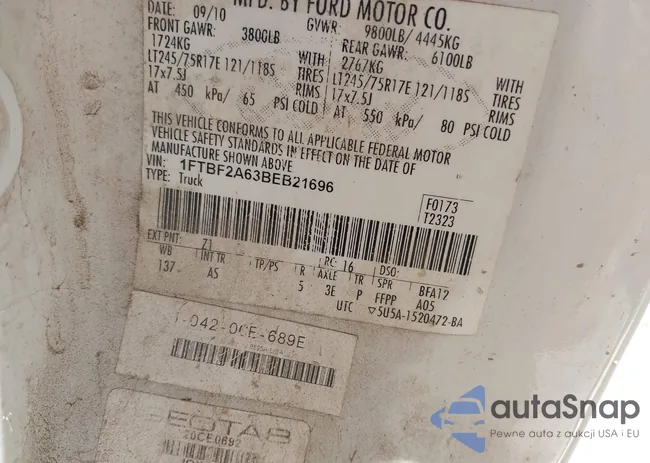 MFD. BY FORD MOTOR CO.
DATE: 09/10 GVWR: 9800LB/ 4445KG
FRONT GAWR: 3800LB REAR GAWR: 6100LB
1724KG 2767KG
LT245/75R17E 121/118S WITH TIRES LT245/75R17E 121/118S WITH TIRES
17x7.5J RIMS 17x7.5J RIMS
AT 450 kPa/ 65 PSI COLD AT 550 kPa/ 80 PSI COLD
THIS VEHICLE CONFORMS TO ALL APPLICABLE FEDERAL MOTOR
VEHICLE SAFETY STANDARDS IN EFFECT ON THE DATE OF
MANUFACTURE SHOWN ABOVE.
VIN: 1FTBF2A63BEB21696
TYPE: Truck
F0173
T2323
EXT PNT: Z1 RC: 16 DSO:
WB INT TR TP/PS R AXLE TR SPR BFA12
137 AS 5 3E P FFPP A05
UTC ▽5U5A-1520472-BA
-042-0CE-689E
20CE0692
autaSnap
Pewne auta z aukcji USA i EU